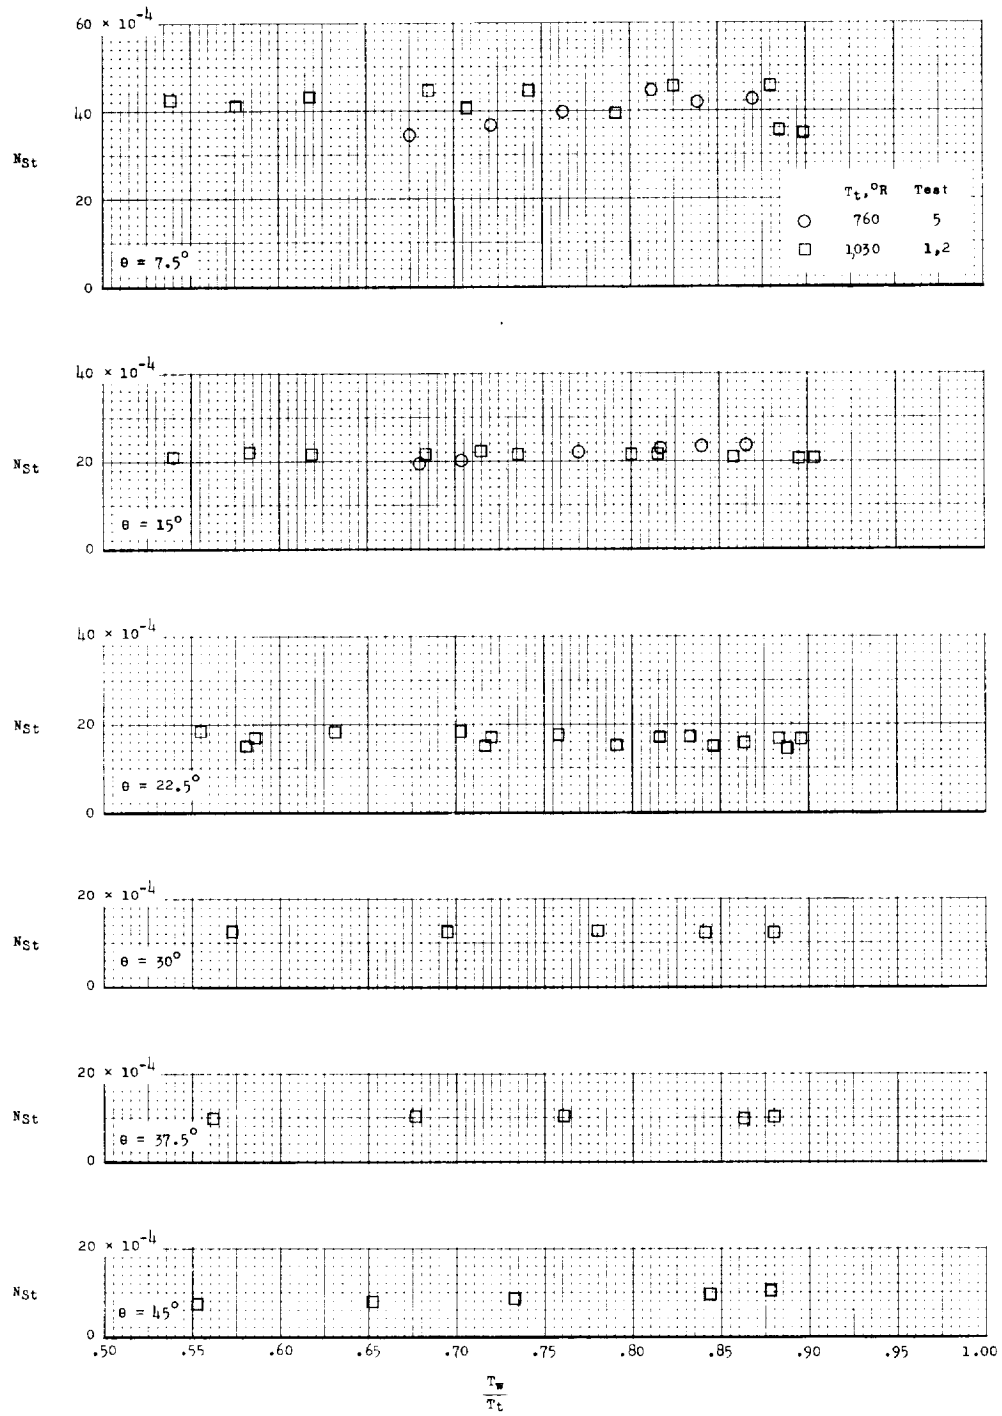 60 × 10⁻⁴
40
N_St
20
θ = 7.5°
0
T_t, °R Test
○ 760 5
□ 1,030 1,2
40 × 10⁻⁴
N_St 20
θ = 15°
0
40 × 10⁻⁴
N_St 20
θ = 22.5°
0
20 × 10⁻⁴
N_St
θ = 30°
0
20 × 10⁻⁴
N_St
θ = 37.5°
0
20 × 10⁻⁴
N_St
θ = 45°
0
.50 .55 .60 .65 .70 .75 .80 .85 .90 .95 1.00
T_w
T_t